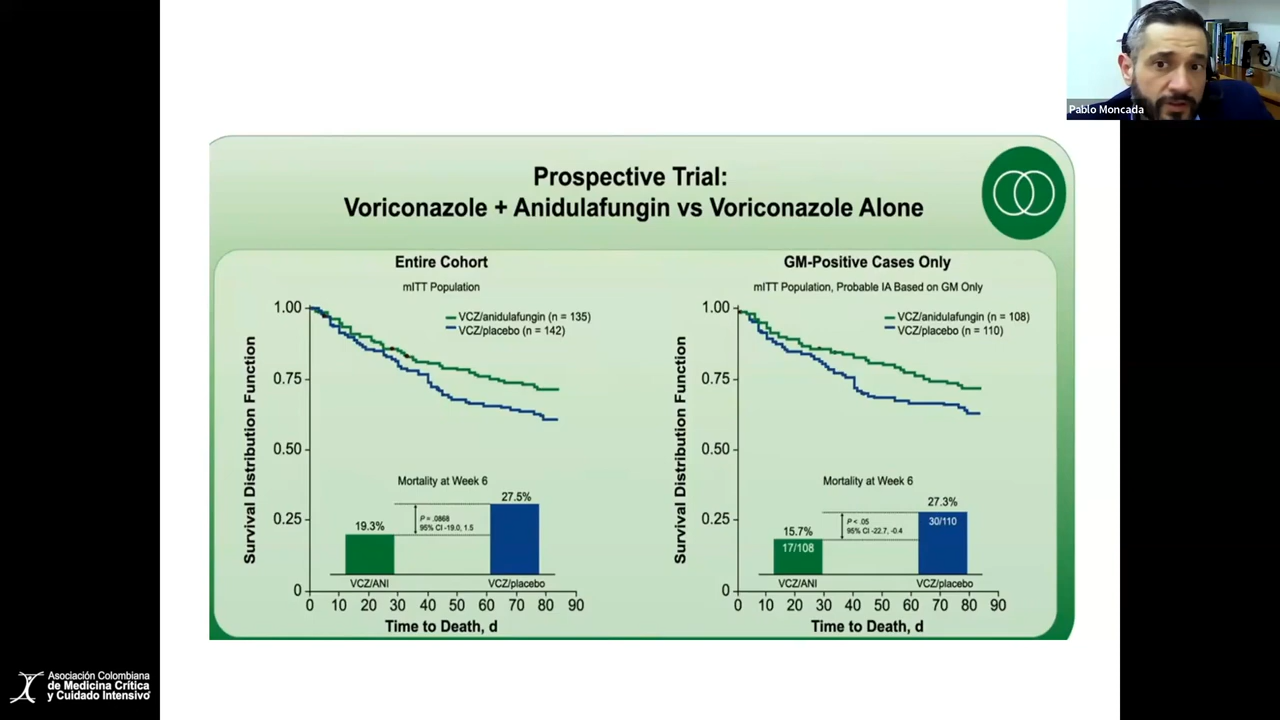 Pablo Moncada
Prospective Trial:
Voriconazole + Anidulafungin vs Voriconazole Alone
Entire Cohort
mITT Population
VCZ/anidulafungin (n = 135)
VCZ/placebo (n = 142)
Survival Distribution Function
1.00
0.75
0.50
0.25
0
Mortality at Week 6
19.3%
P = .0868
95% CI -19.0, 1.5
27.5%
VCZ/ANI
VCZ/placebo
0 10 20 30 40 50 60 70 80 90
Time to Death, d
GM-Positive Cases Only
mITT Population, Probable IA Based on GM Only
VCZ/anidulafungin (n = 108)
VCZ/placebo (n = 110)
Survival Distribution Function
1.00
0.75
0.50
0.25
0
Mortality at Week 6
15.7%
17/108
P < .05
95% CI -22.7, -0.4
27.3%
30/110
VCZ/ANI
VCZ/placebo
0 10 20 30 40 50 60 70 80 90
Time to Death, d
Asociación Colombiana
de Medicina Crítica
y Cuidado Intensivo